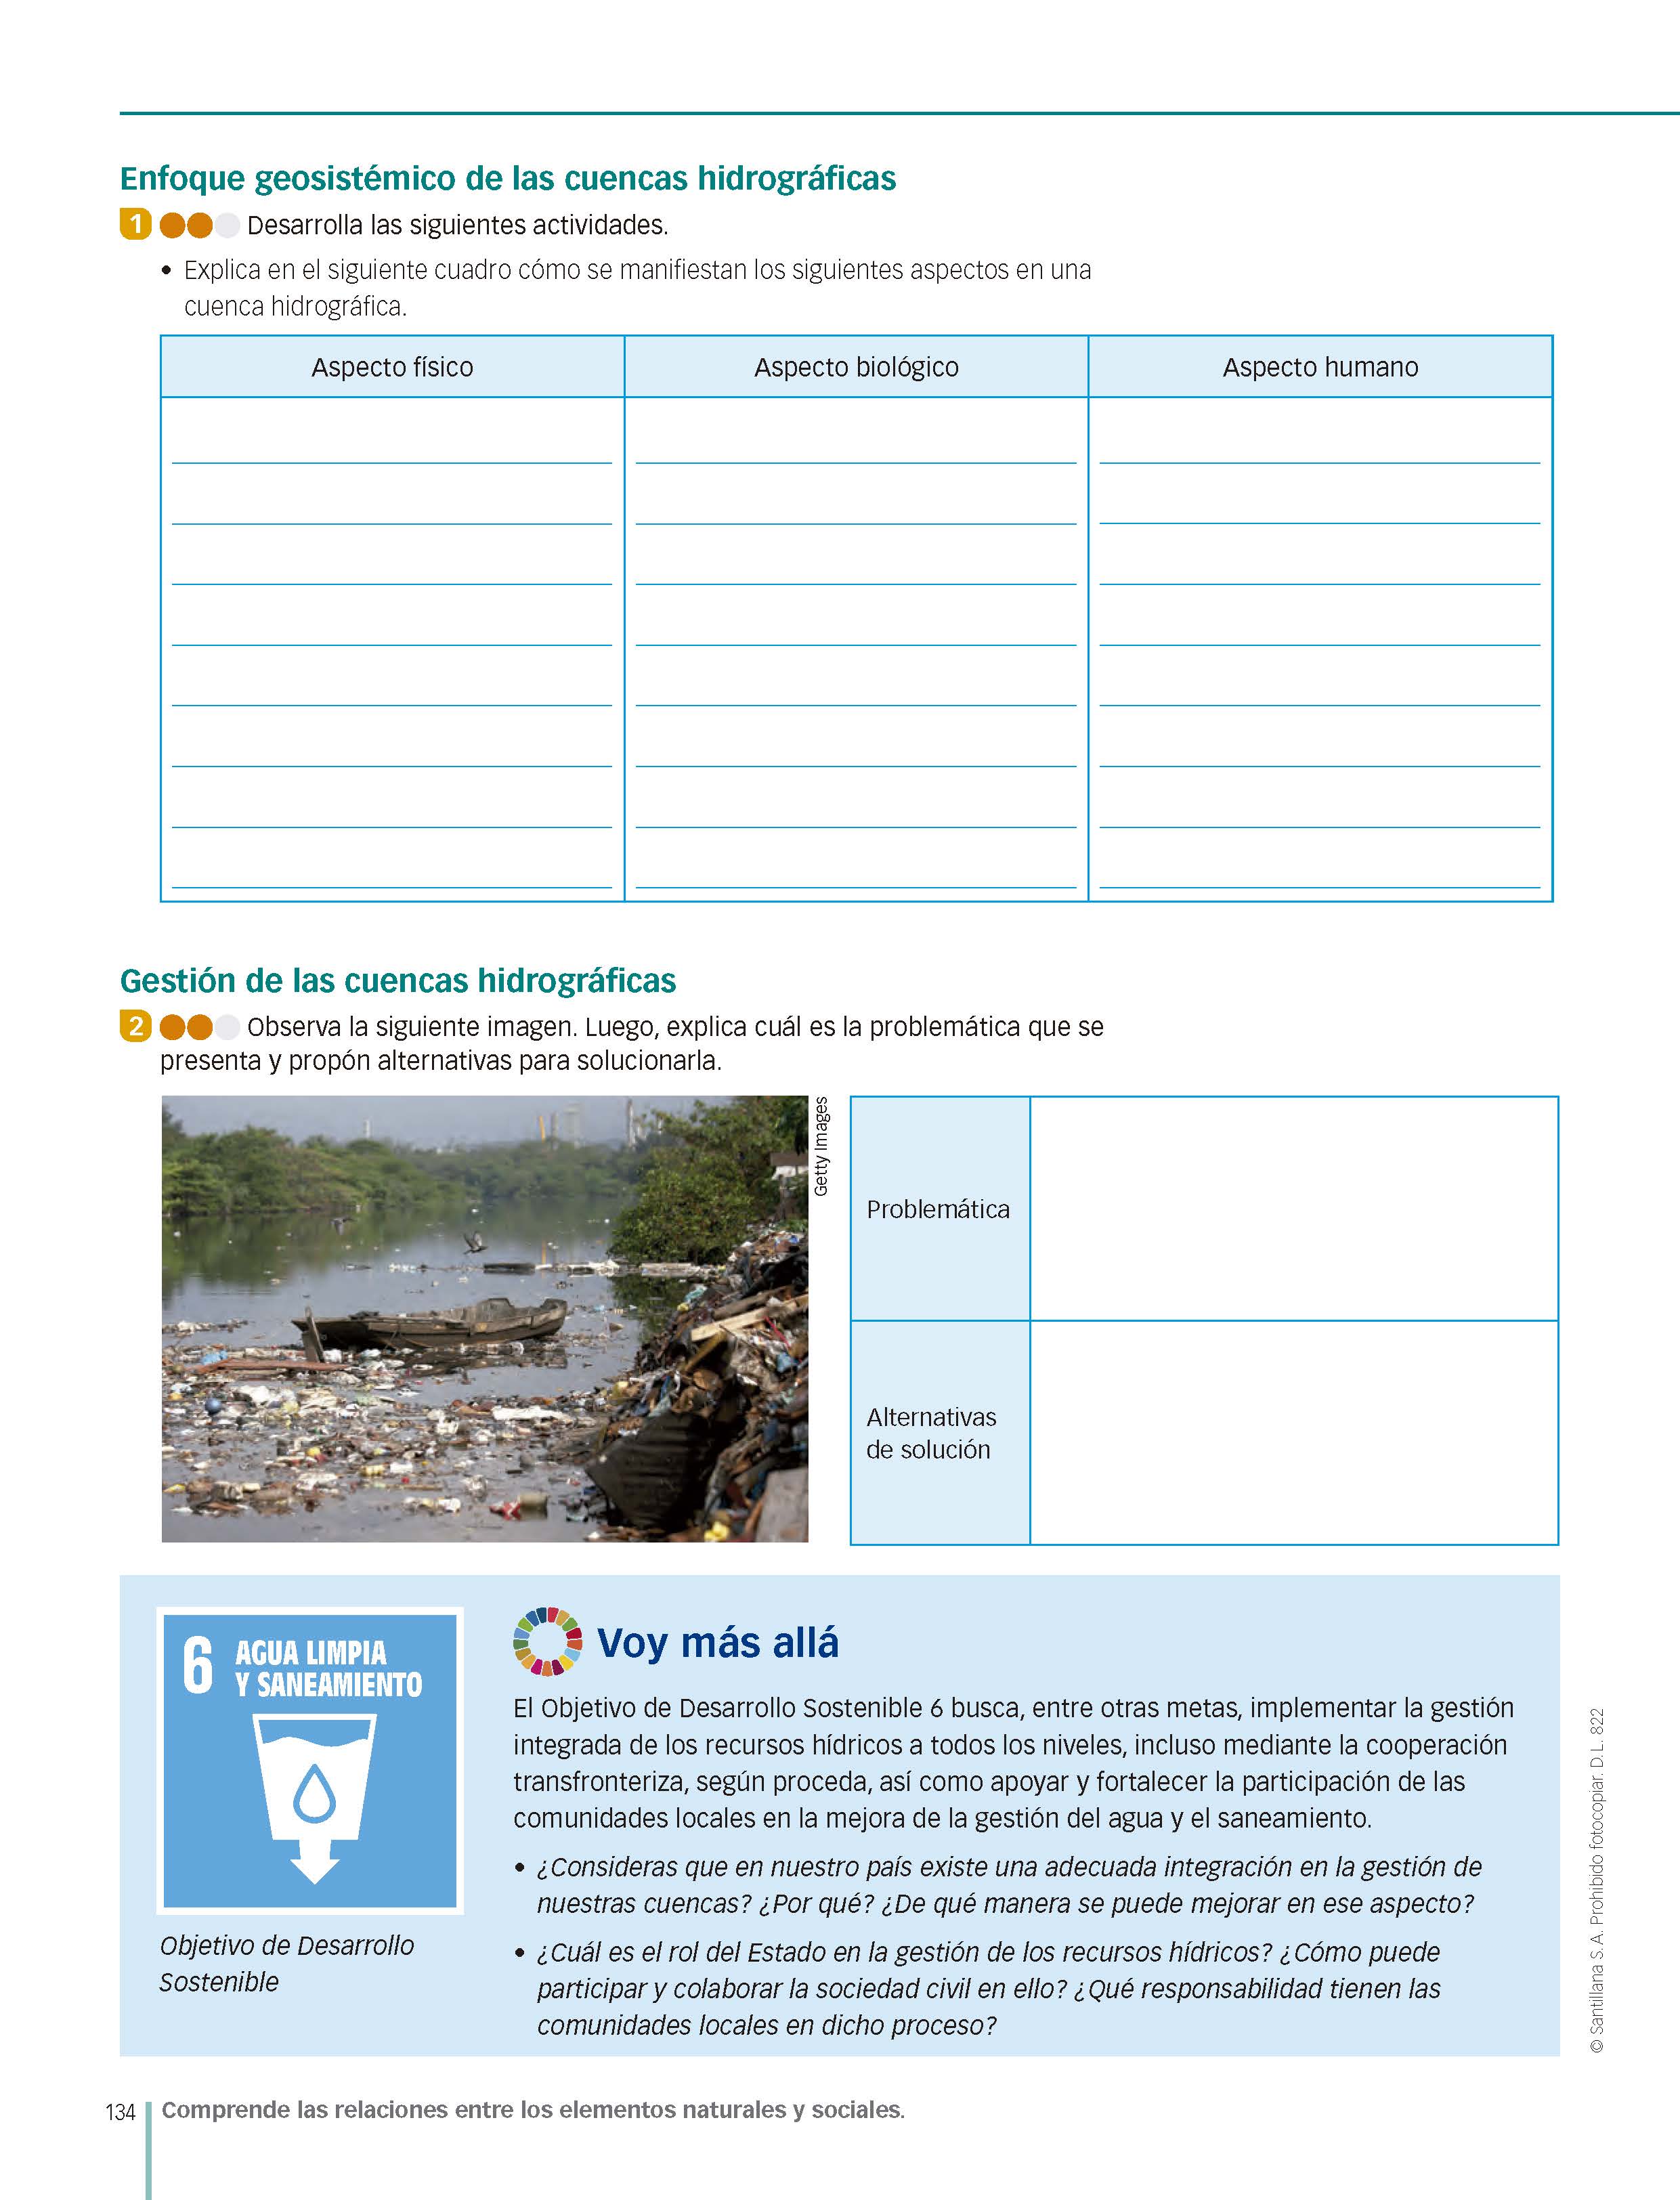 Enfoque geosistémico de las cuencas hidrográficas
1 Desarrolla las siguientes actividades.
• Explica en el siguiente cuadro cómo se manifiestan los siguientes aspectos en una
cuenca hidrográfica.
Aspecto físico
Aspecto biológico
Aspecto humano
Gestión de las cuencas hidrográficas
2 Observa la siguiente imagen. Luego, explica cuál es la problemática que se
presenta y propón alternativas para solucionarla.
Getty Images
Problemática
Alternativas
de solución
6 AGUA LIMPIA
Y SANEAMIENTO
Objetivo de Desarrollo
Sostenible
Voy más allá
El Objetivo de Desarrollo Sostenible 6 busca, entre otras metas, implementar la gestión
integrada de los recursos hídricos a todos los niveles, incluso mediante la cooperación
transfronteriza, según proceda, así como apoyar y fortalecer la participación de las
comunidades locales en la mejora de la gestión del agua y el saneamiento.
• ¿Consideras que en nuestro país existe una adecuada integración en la gestión de
nuestras cuencas? ¿Por qué? ¿De qué manera se puede mejorar en ese aspecto?
• ¿Cuál es el rol del Estado en la gestión de los recursos hídricos? ¿Cómo puede
participar y colaborar la sociedad civil en ello? ¿Qué responsabilidad tienen las
comunidades locales en dicho proceso?
© Santillana S.A. Prohibido fotocopiar. D.L. 822
134 Comprende las relaciones entre los elementos naturales y sociales.